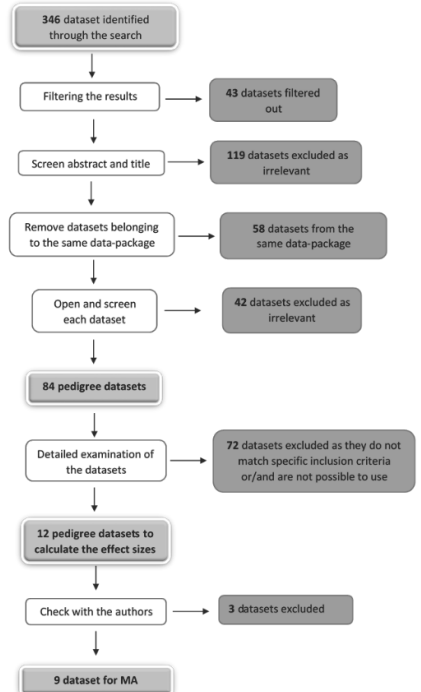 346 dataset identified
through the search
Filtering the results
43 datasets filtered
out
Screen abstract and title
119 datasets excluded as
irrelevant
Remove datasets belonging
to the same data-package
58 datasets from the
same data-package
Open and screen
each dataset
42 datasets excluded as
irrelevant
84 pedigree datasets
Detailed examination of
the datasets
72 datasets excluded as they do not
match specific inclusion criteria
or/and are not possible to use
12 pedigree datasets to
calculate the effect sizes
Check with the authors
3 datasets excluded
9 dataset for MA